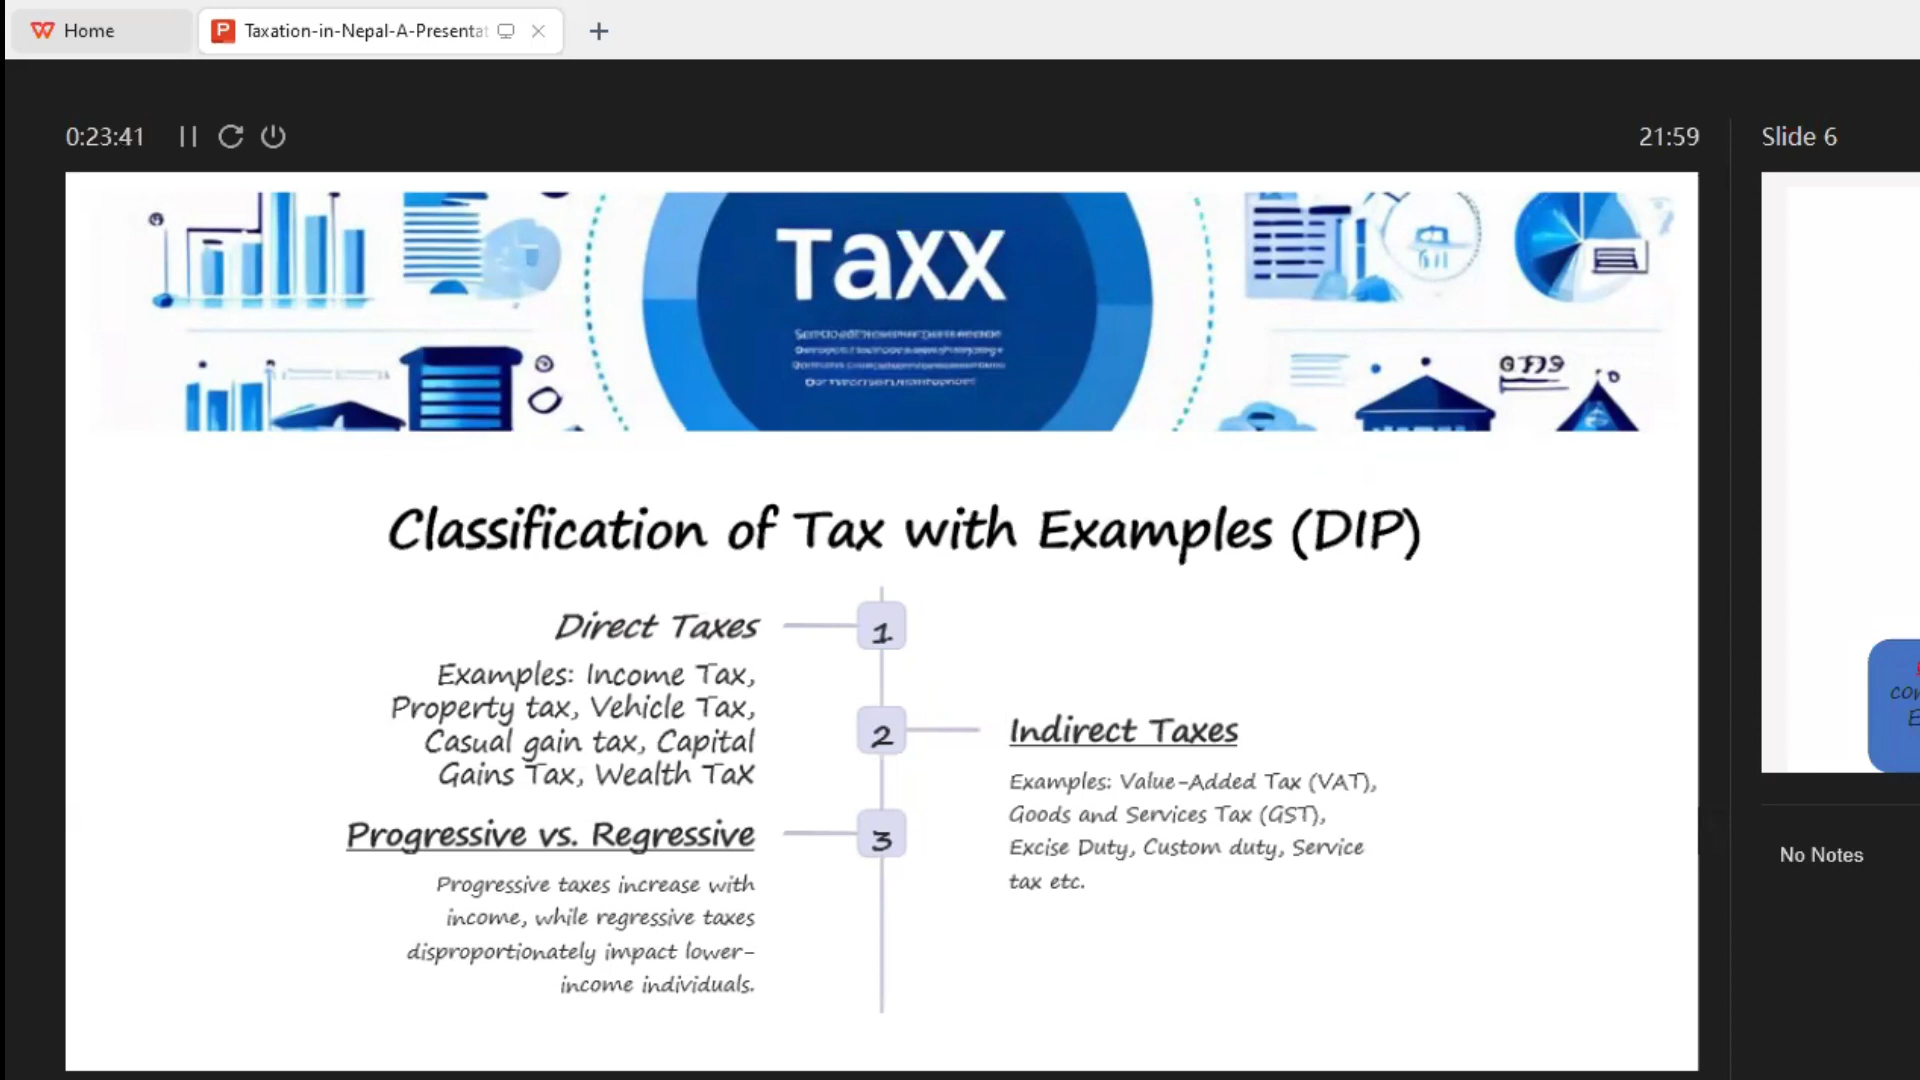 Home
Taxation-in-Nepal-A-Presentat
0:23:41
21:59
Slide 6
Taxx
Classification of Tax with Examples (DIP)
Direct Taxes
1
Examples: Income Tax,
Property tax, Vehicle Tax,
Casual gain tax, Capital
Gains Tax, Wealth Tax
2
Indirect Taxes
Examples: Value-Added Tax (VAT),
Goods and Services Tax (GST),
Excise Duty, Custom duty, Service
tax etc.
Progressive vs. Regressive
3
Progressive taxes increase with
income, while regressive taxes
disproportionately impact lower-
income individuals.
No Notes